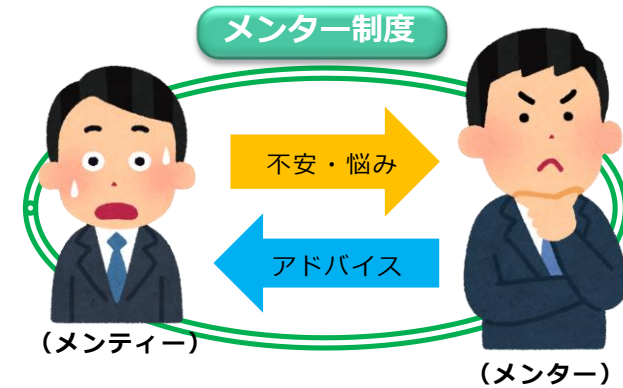 メンター制度
不安・悩み
アドバイス
（メンティー）
（メンター）